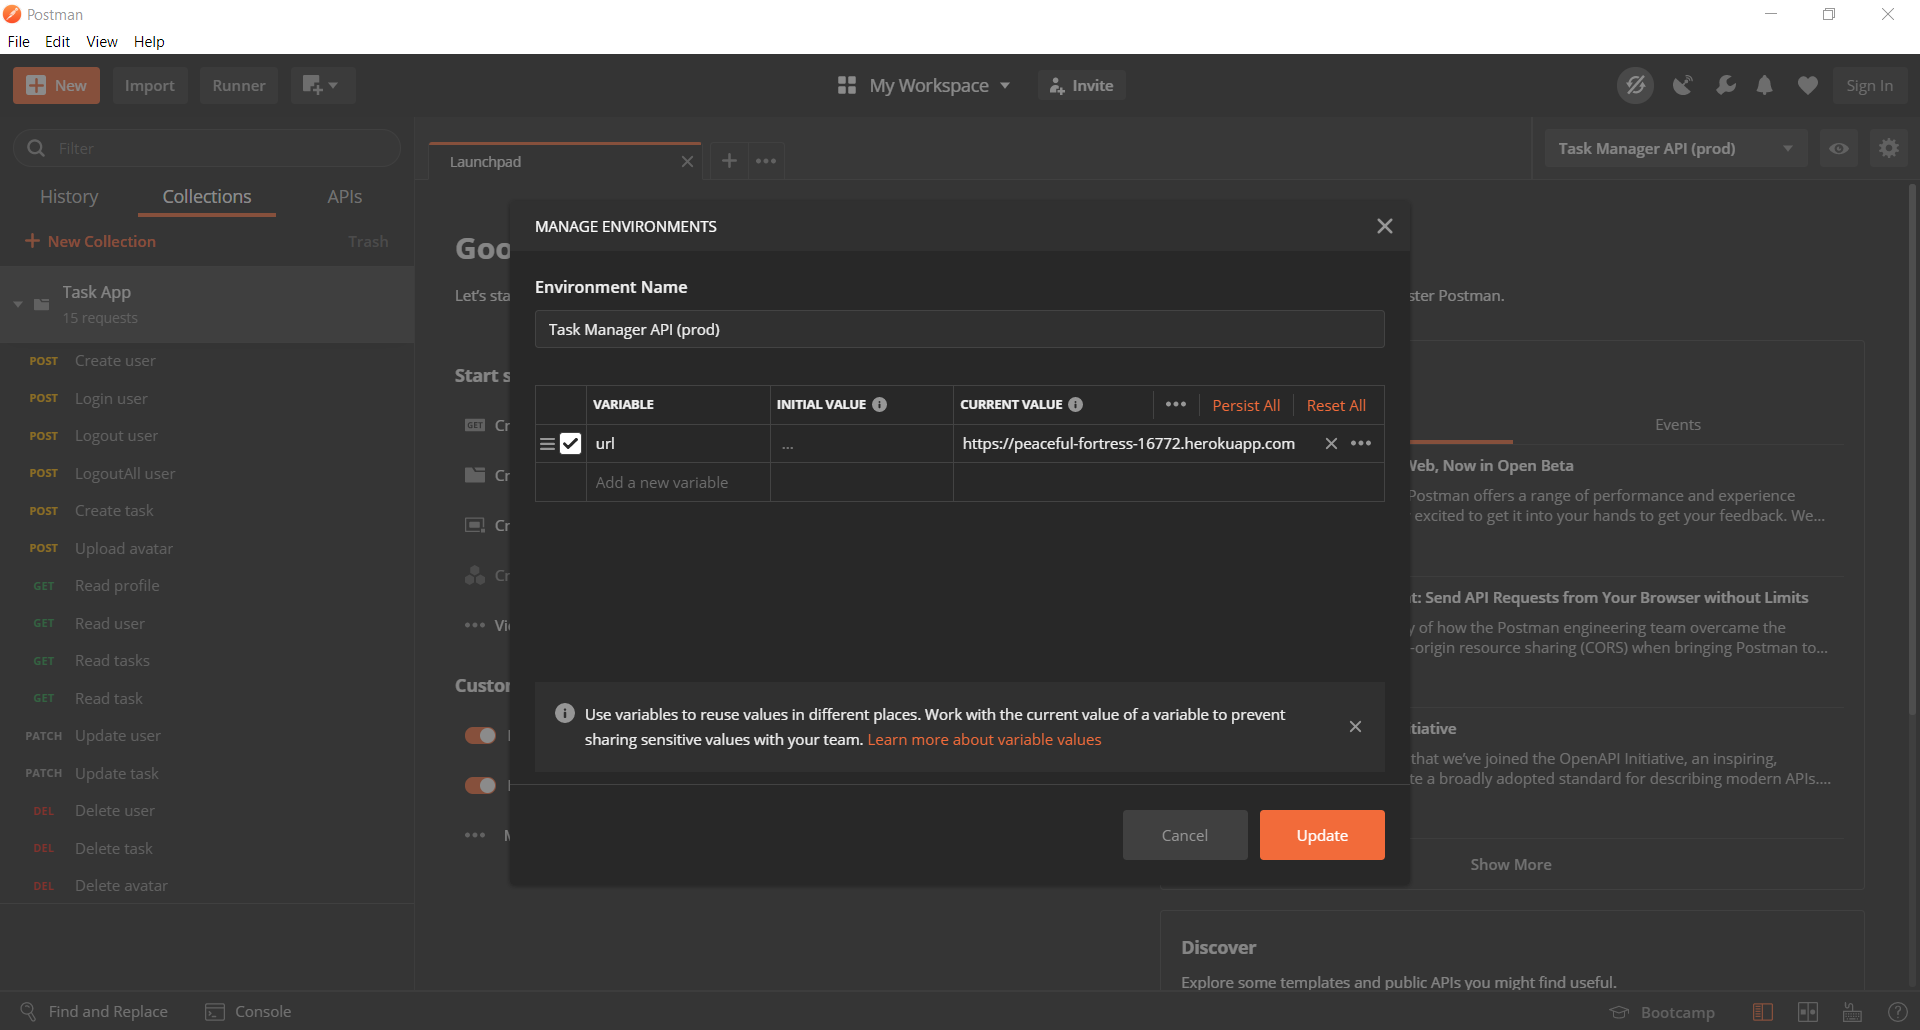 Postman
File Edit View Help
New Import Runner My Workspace Invite Sign In
Filter
Launchpad
Task Manager API (prod)
History Collections APIs
New Collection Trash
Task App
15 requests
POST Create user
POST Login user
POST Logout user
POST LogoutAll user
POST Create task
POST Upload avatar
GET Read profile
GET Read user
GET Read tasks
GET Read task
PATCH Update user
PATCH Update task
DEL Delete user
DEL Delete task
DEL Delete avatar
Goo
Let's sta
Start s
GET Cr
Cr
Cr
Cr
Vi
Custor
MANAGE ENVIRONMENTS
Environment Name
Task Manager API (prod)
VARIABLE INITIAL VALUE CURRENT VALUE ••• Persist All Reset All
url ... https://peaceful-fortress-16772.herokuapp.com
Add a new variable
Use variables to reuse values in different places. Work with the current value of a variable to prevent
sharing sensitive values with your team. Learn more about variable values
Cancel Update
ster Postman.
Events
Web, Now in Open Beta
Postman offers a range of performance and experience
excited to get it into your hands to get your feedback. We...
t: Send API Requests from Your Browser without Limits
y of how the Postman engineering team overcame the
-origin resource sharing (CORS) when bringing Postman to...
itiative
that we've joined the OpenAPI Initiative, an inspiring,
te a broadly adopted standard for describing modern APIs....
Show More
Discover
Explore some templates and public APIs you might find useful.
Find and Replace Console Bootcamp